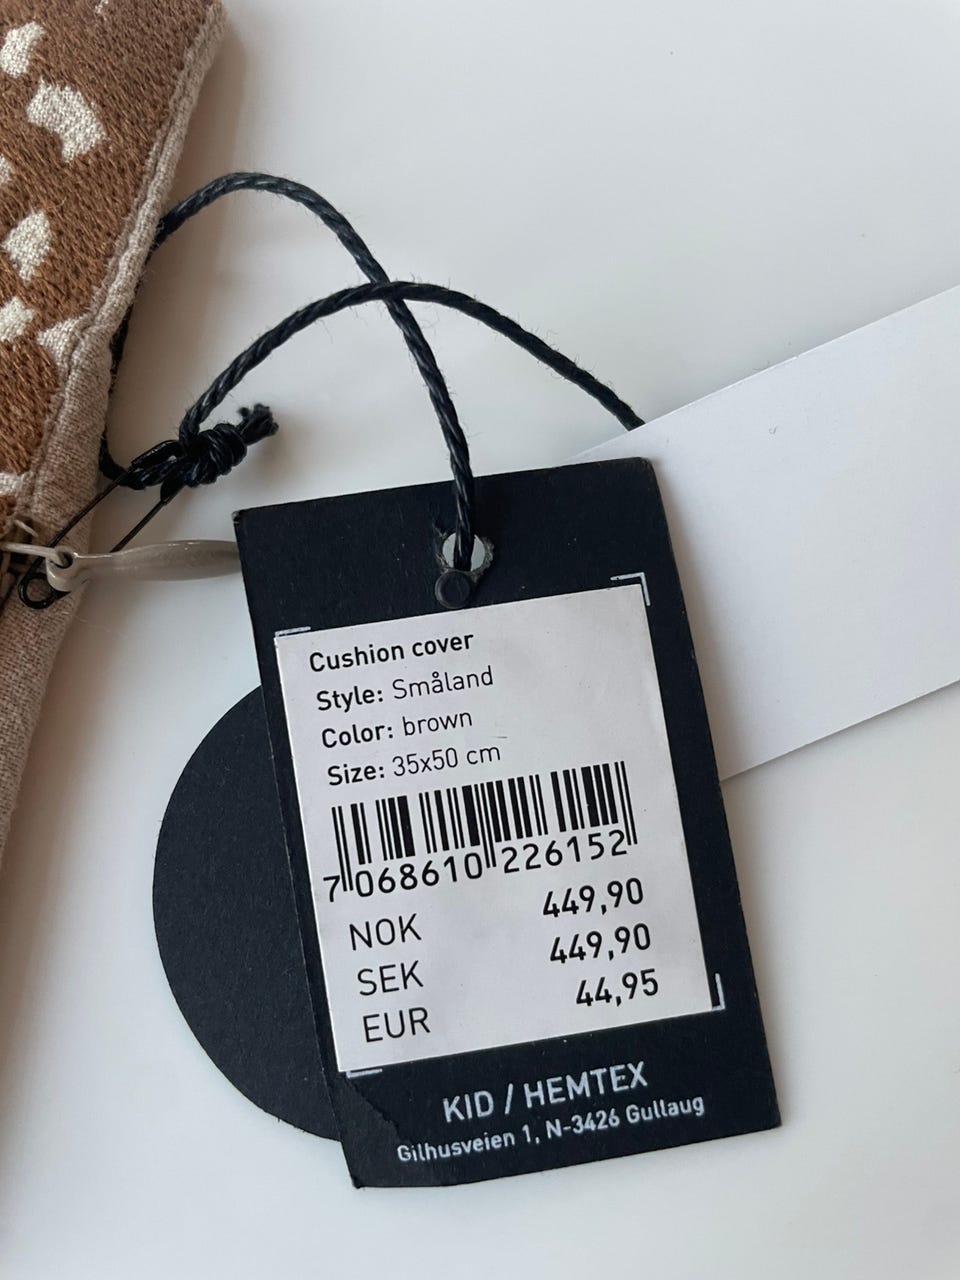 Cushion cover
Style: Småland
Color: brown
Size: 35x50 cm
7 068610 226152
NOK 449,90
SEK 449,90
EUR 44,95
KID / HEMTEX
Gilhusveien 1, N-3426 Gullaug